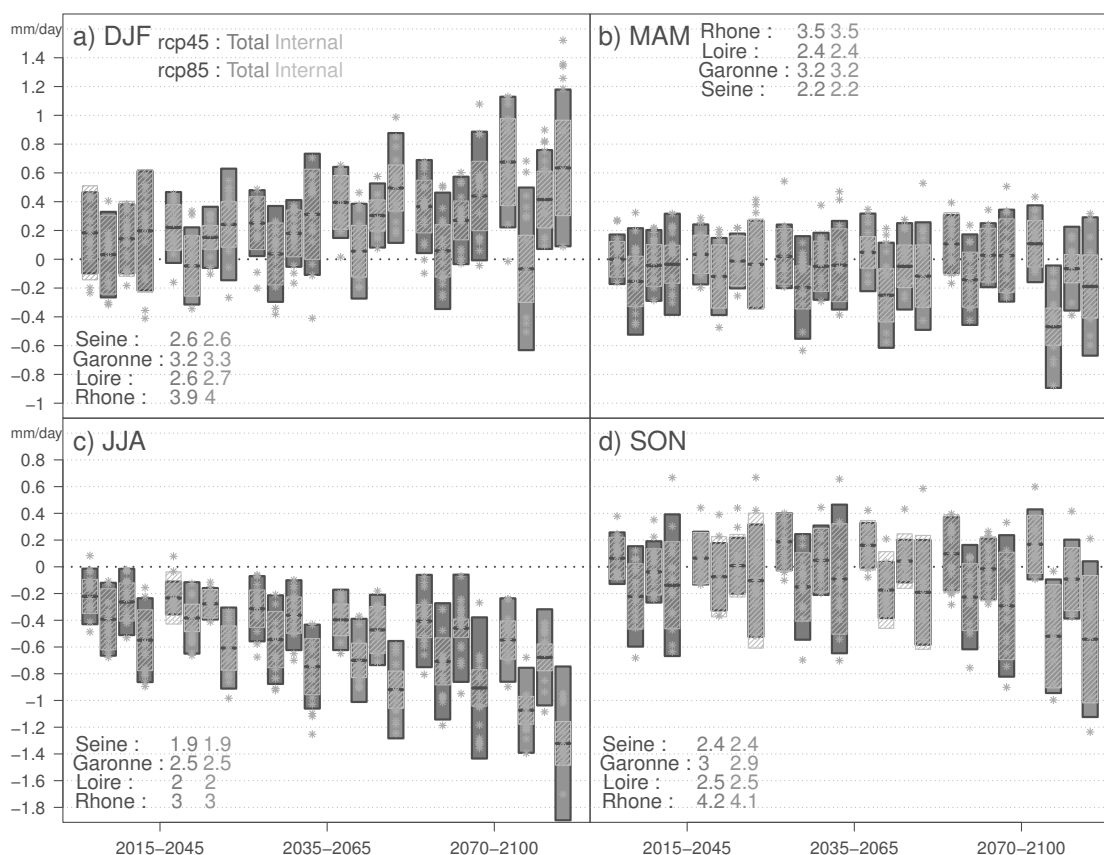 mm/day
a) DJF
rcp45 : Total Internal
rcp85 : Total Internal
1.4
1.2
1
0.8
0.6
0.4
0.2
0
−0.2
−0.4
−0.6
−0.8
−1
Seine : 2.6 2.6
Garonne : 3.2 3.3
Loire : 2.6 2.7
Rhone : 3.9 4
b) MAM
Rhone : 3.5 3.5
Loire : 2.4 2.4
Garonne : 3.2 3.2
Seine : 2.2 2.2
mm/day
c) JJA
0.8
0.6
0.4
0.2
0
−0.2
−0.4
−0.6
−0.8
−1
−1.2
−1.4
−1.6
−1.8
Seine : 1.9 1.9
Garonne : 2.5 2.5
Loire : 2 2
Rhone : 3 3
d) SON
Seine : 2.4 2.4
Garonne : 3 2.9
Loire : 2.5 2.5
Rhone : 4.2 4.1
2015−2045 2035−2065 2070−2100 2015−2045 2035−2065 2070−2100